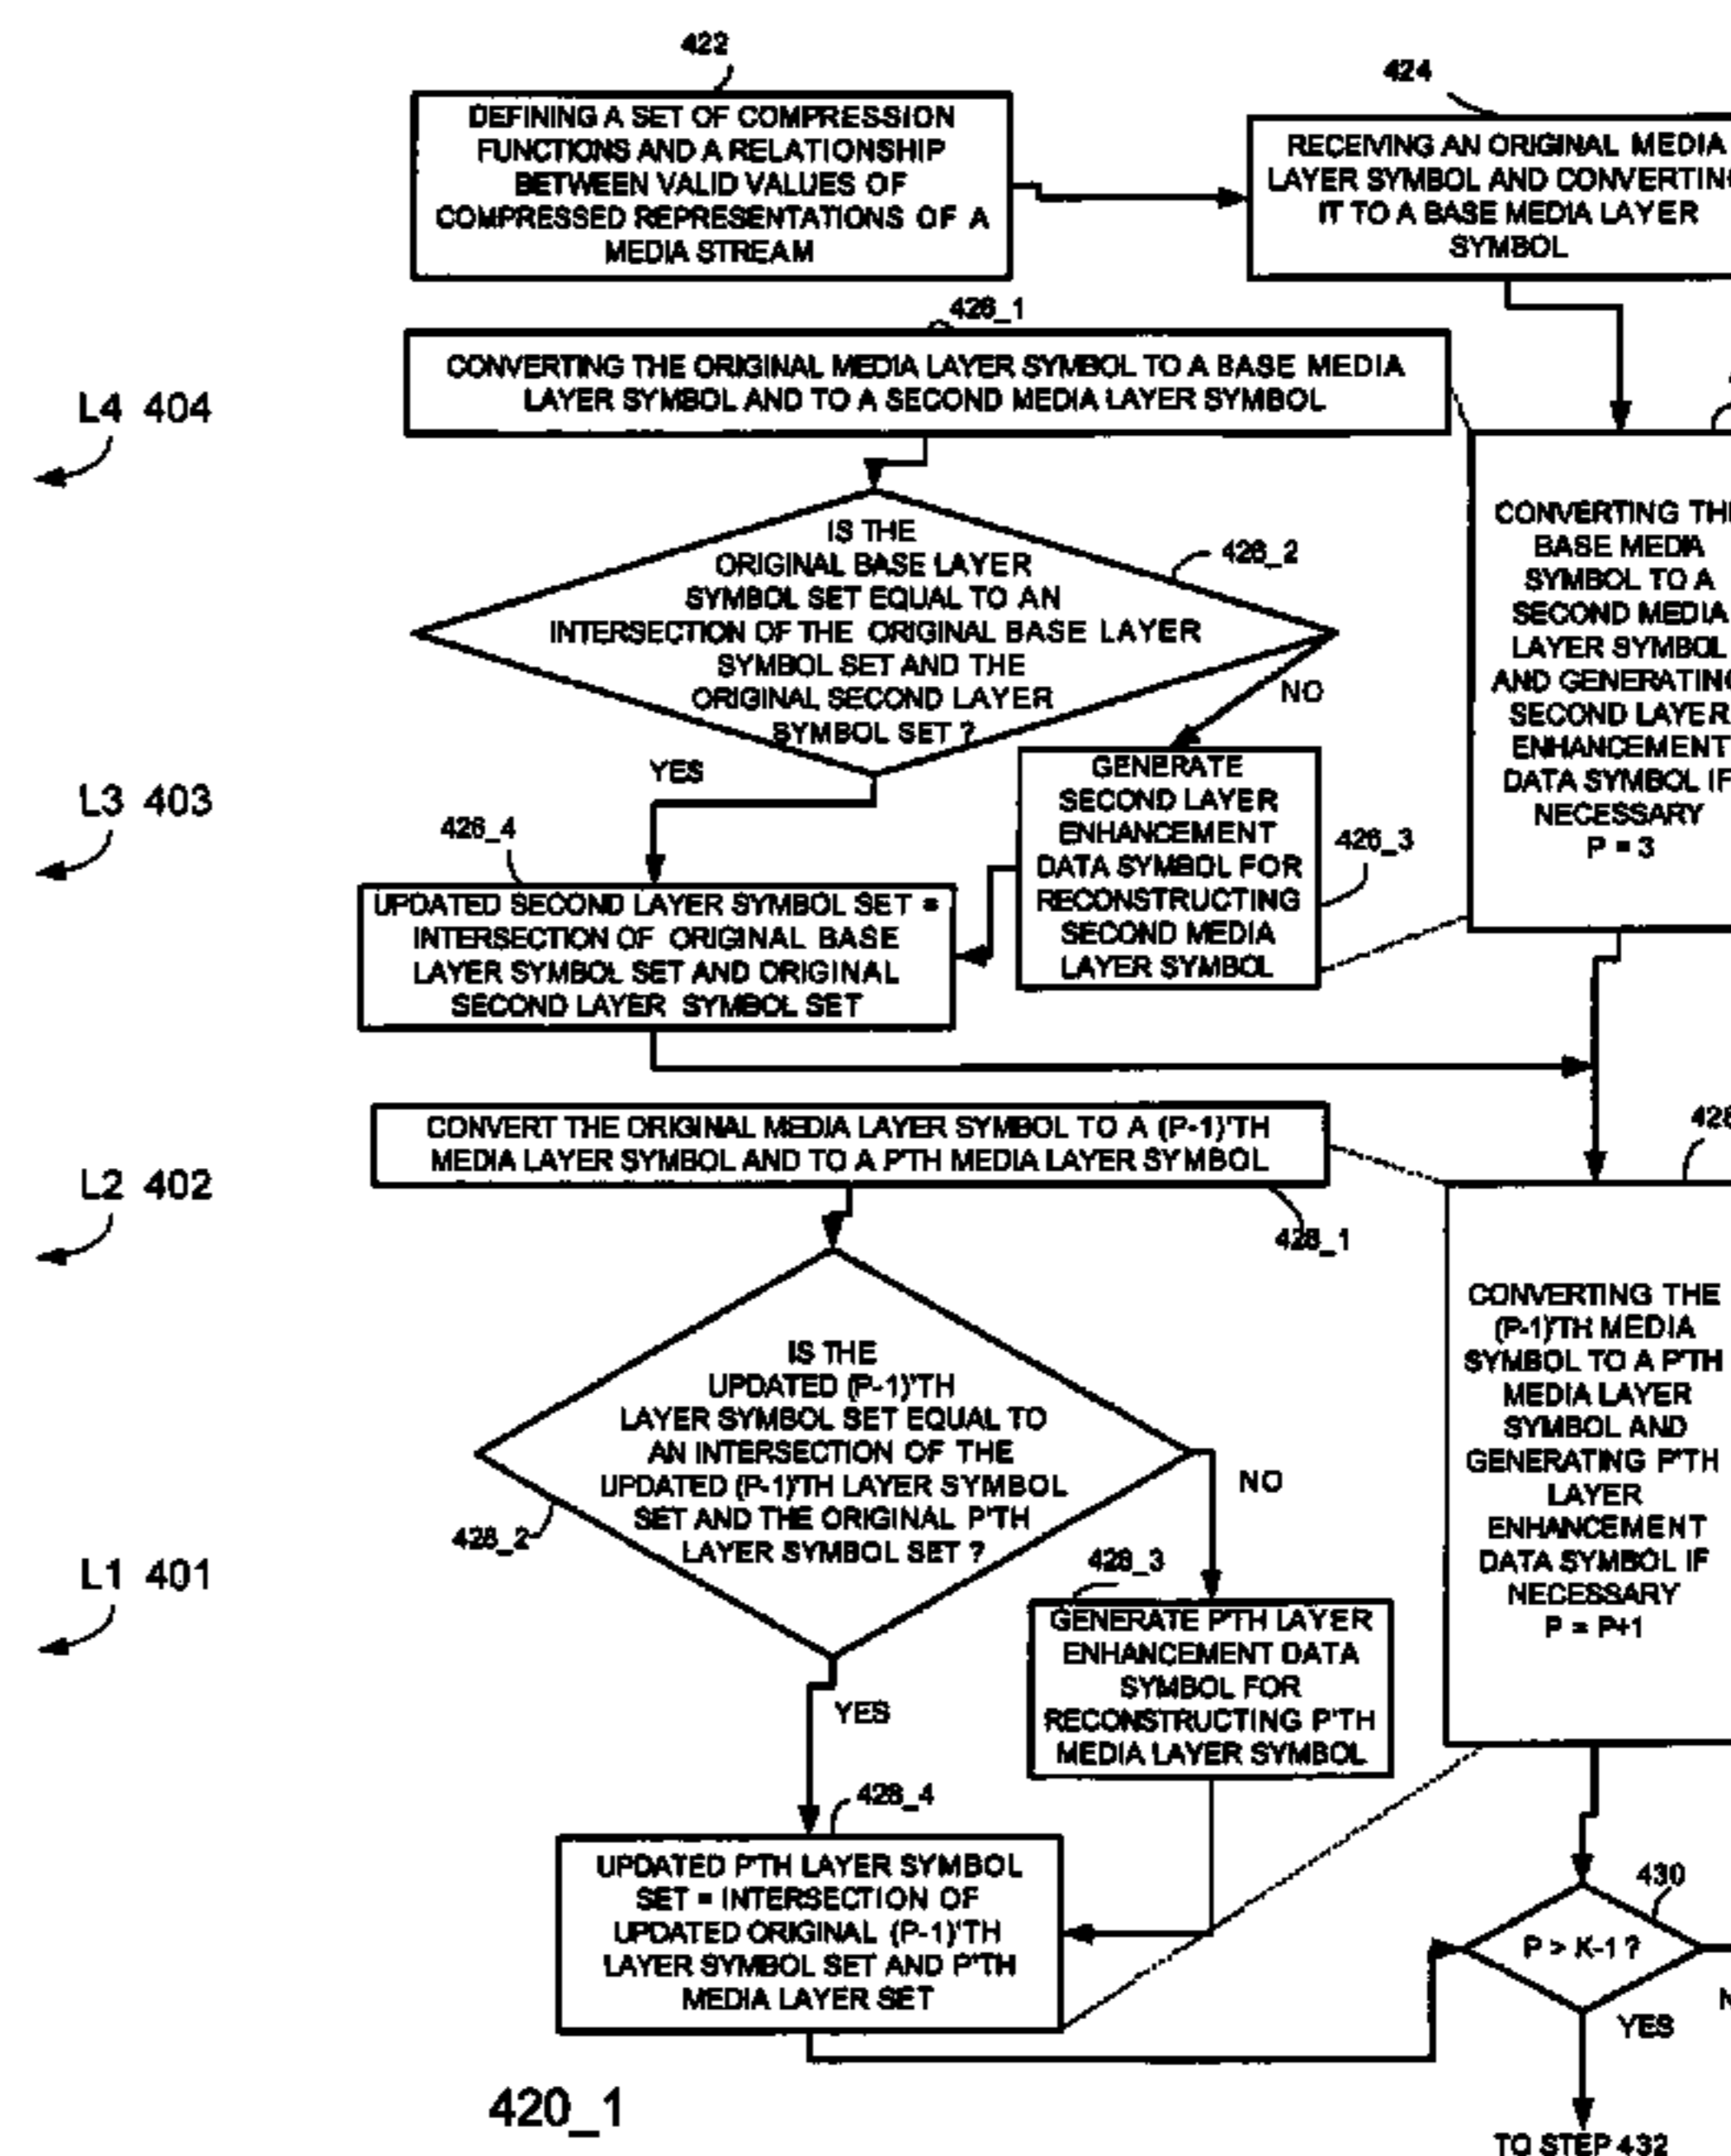 422
DEFINING A SET OF COMPRESSION
FUNCTIONS AND A RELATIONSHIP
BETWEEN VALID VALUES OF
COMPRESSED REPRESENTATIONS OF A
MEDIA STREAM
424
RECEIVING AN ORIGINAL MEDIA
LAYER SYMBOL AND CONVERTING
IT TO A BASE MEDIA LAYER
SYMBOL
426_1
CONVERTING THE ORIGINAL MEDIA LAYER SYMBOL TO A BASE MEDIA
LAYER SYMBOL AND TO A SECOND MEDIA LAYER SYMBOL
L4 404
IS THE
ORIGINAL BASE LAYER
SYMBOL SET EQUAL TO AN
INTERSECTION OF THE ORIGINAL BASE LAYER
SYMBOL SET AND THE
ORIGINAL SECOND LAYER
SYMBOL SET ?
426_2
NO
YES
CONVERTING THE
BASE MEDIA
SYMBOL TO A
SECOND MEDIA
LAYER SYMBOL
AND GENERATING
SECOND LAYER
ENHANCEMENT
DATA SYMBOL IF
NECESSARY
P = 3
L3 403
GENERATE
SECOND LAYER
ENHANCEMENT
DATA SYMBOL FOR
RECONSTRUCTING
SECOND MEDIA
LAYER SYMBOL
426_3
426_4
UPDATED SECOND LAYER SYMBOL SET =
INTERSECTION OF ORIGINAL BASE
LAYER SYMBOL SET AND ORIGINAL
SECOND LAYER SYMBOL SET
CONVERT THE ORIGINAL MEDIA LAYER SYMBOL TO A (P-1)'TH
MEDIA LAYER SYMBOL AND TO A P'TH MEDIA LAYER SYMBOL
428
L2 402
428_1
IS THE
UPDATED (P-1)'TH
LAYER SYMBOL SET EQUAL TO
AN INTERSECTION OF THE
UPDATED (P-1)'TH LAYER SYMBOL
SET AND THE ORIGINAL P'TH
LAYER SYMBOL SET ?
428_2
NO
CONVERTING THE
(P-1)'TH MEDIA
SYMBOL TO A P'TH
MEDIA LAYER
SYMBOL AND
GENERATING P'TH
LAYER
ENHANCEMENT
DATA SYMBOL IF
NECESSARY
P = P+1
L1 401
428_3
GENERATE P'TH LAYER
ENHANCEMENT DATA
SYMBOL FOR
RECONSTRUCTING P'TH
MEDIA LAYER SYMBOL
YES
428_4
UPDATED P'TH LAYER SYMBOL
SET = INTERSECTION OF
UPDATED ORIGINAL (P-1)'TH
LAYER SYMBOL SET AND P'TH
MEDIA LAYER SET
430
P > K-1 ?
YES
420_1
TO STEP 432